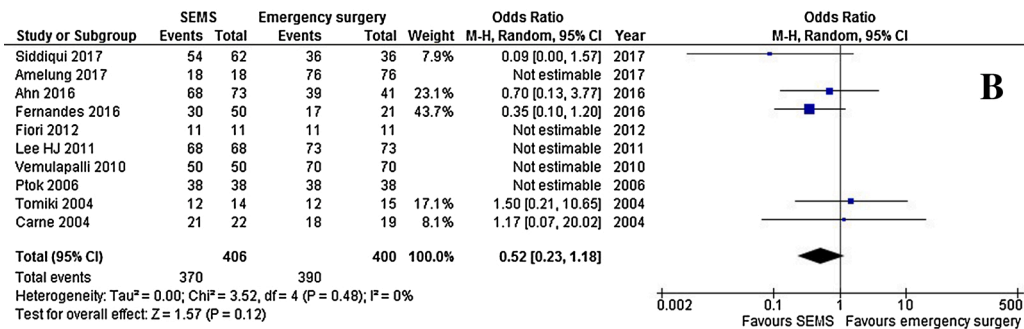 SEMS Emergency surgery Odds Ratio Odds Ratio
Study or Subgroup Events Total Events Total Weight M-H, Random, 95% CI Year M-H, Random, 95% CI
Siddiqui 2017 54 62 36 36 7.9% 0.09 [0.00, 1.57] 2017
Amelung 2017 18 18 76 76 Not estimable 2017
Ahn 2016 68 73 39 41 23.1% 0.70 [0.13, 3.77] 2016
Fernandes 2016 30 50 17 21 43.7% 0.35 [0.10, 1.20] 2016
Fiori 2012 11 11 11 11 Not estimable 2012
Lee HJ 2011 68 68 73 73 Not estimable 2011
Vemulapalli 2010 50 50 70 70 Not estimable 2010
Ptok 2006 38 38 38 38 Not estimable 2006
Tomiki 2004 12 14 12 15 17.1% 1.50 [0.21, 10.65] 2004
Carne 2004 21 22 18 19 8.1% 1.17 [0.07, 20.02] 2004
Total (95% CI) 406 400 100.0% 0.52 [0.23, 1.18]
Total events 370 390
Heterogeneity: Tau² = 0.00; Chi² = 3.52, df = 4 (P = 0.48); I² = 0%
Test for overall effect: Z = 1.57 (P = 0.12)
B
0.002 0.1 1 10 500
Favours SEMS Favours emergency surgery